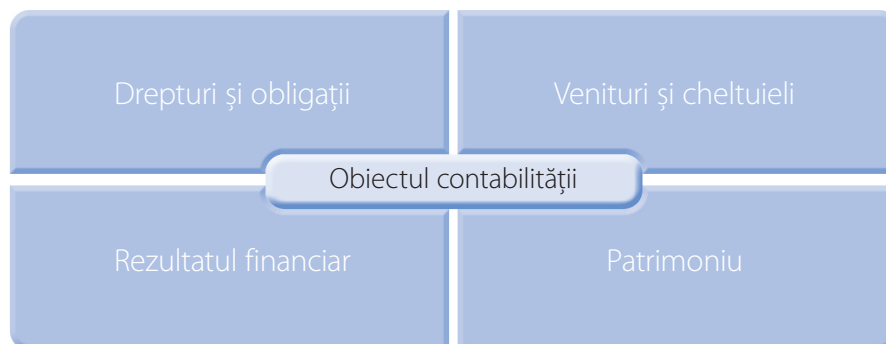 Drepturi și obligații
Venituri și cheltuieli
Obiectul contabilității
Rezultatul financiar
Patrimoniu